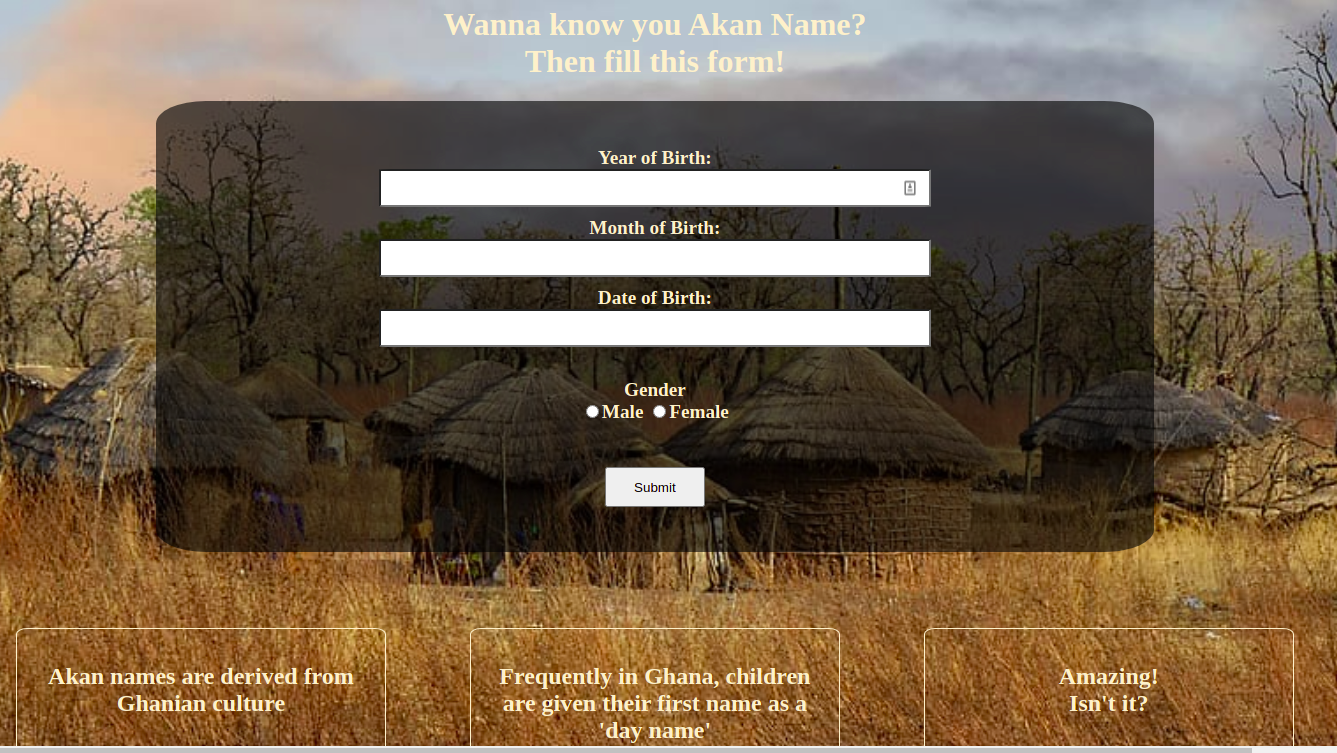 Wanna know you Akan Name?
Then fill this form!
Year of Birth:
Month of Birth:
Date of Birth:
Gender
Male Female
Submit
Akan names are derived from
Ghanian culture
Frequently in Ghana, children
are given their first name as a
'day name'
Amazing!
Isn't it?